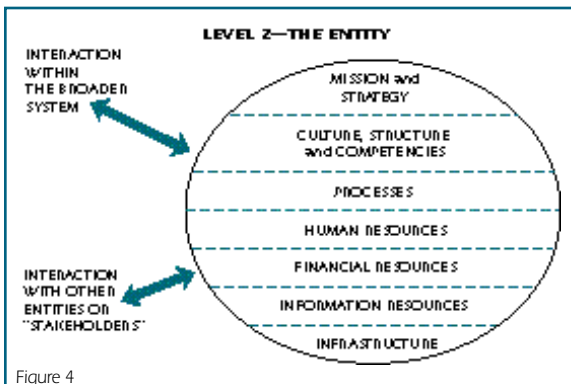 LEVEL 2—THE ENTITY
INTERACTION
WITHIN
THE BROADER
SYSTEM
MISSION and
STRATEGY
CULTURE, STRUCTURE
and COMPETENCIES
PROCESSES
HUMAN RESOURCES
FINANCIAL RESOURCES
INFORMATION RESOURCES
INFRASTRUCTURE
INTERACTION
WITH OTHER
ENTITIES OR
"STAKEHOLDERS"
Figure 4